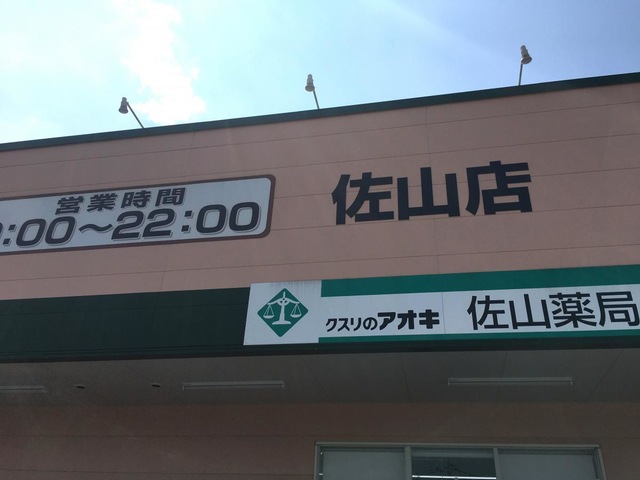 営業時間
:00～22:00
佐山店
クスリのアオキ
佐山薬局